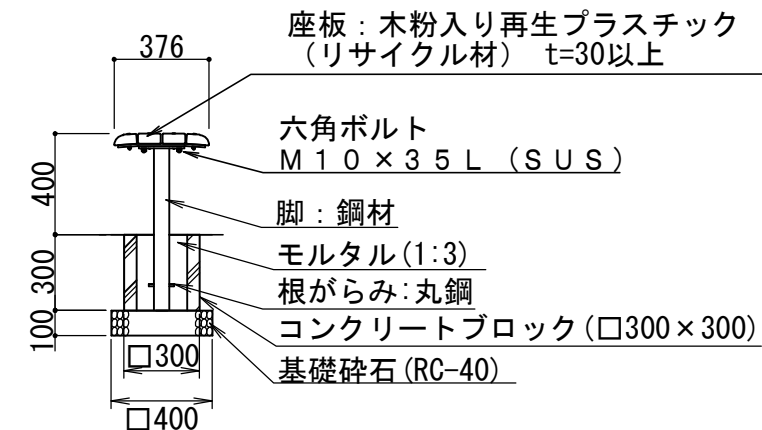 座板：木粉入り再生プラスチック
（リサイクル材） t=30以上
376
六角ボルト
Ｍ１０×３５Ｌ（ＳＵＳ）
400
脚：鋼材
モルタル(1:3)
300
根がらみ:丸鋼
コンクリートブロック(□300×300)
100
□300
基礎砕石(RC-40)
□400